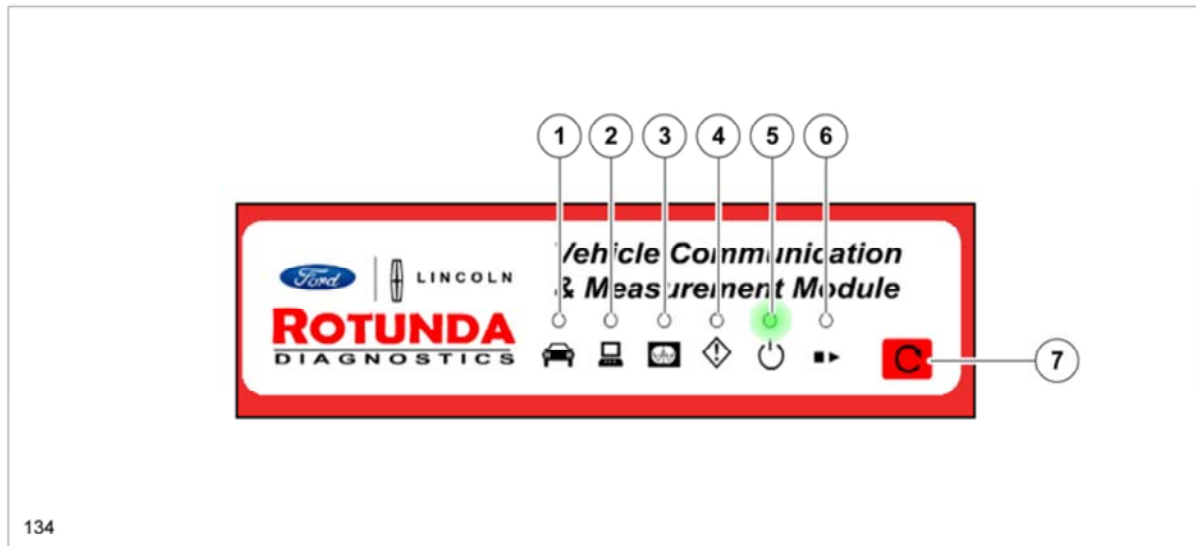 1 2 3 4 5 6
Vehicle Communication
& Measurement Module
Ford LINCOLN
ROTUNDA
DIAGNOSTICS
7
134